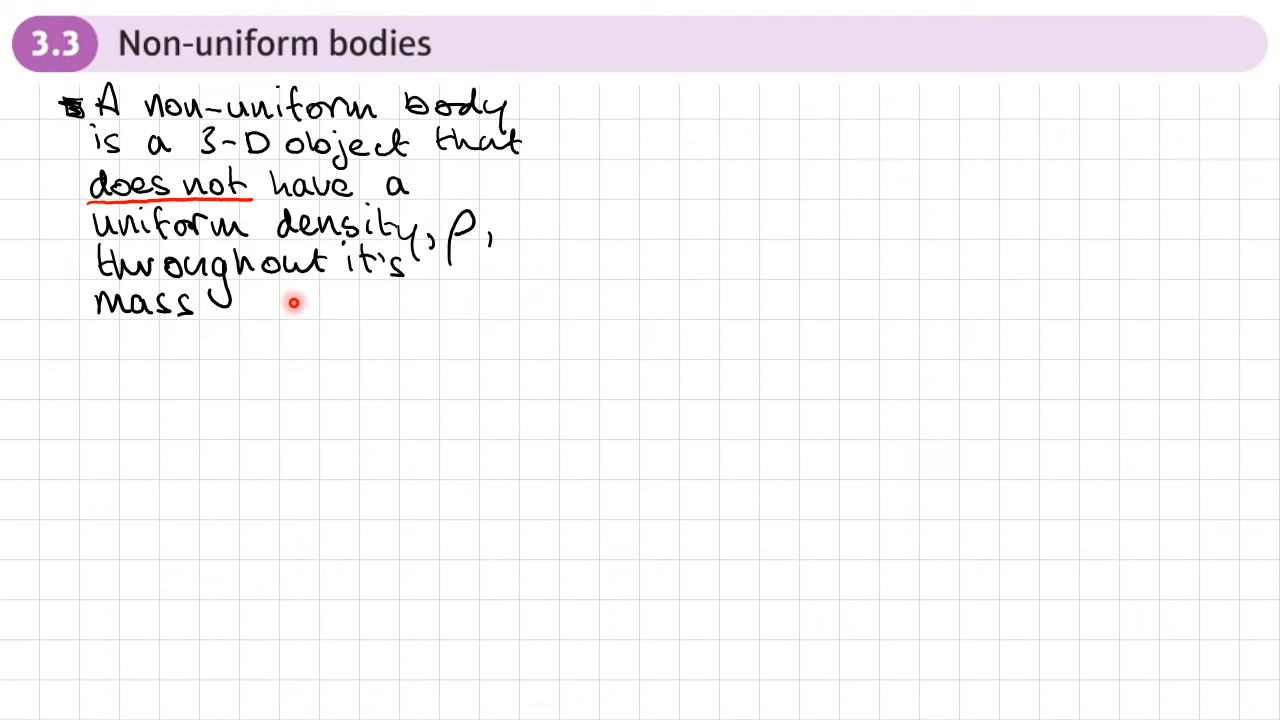 3.3 Non-uniform bodies
A non-uniform body
is a 3-D object that
does not have a
uniform density, ρ,
throughout it's
mass